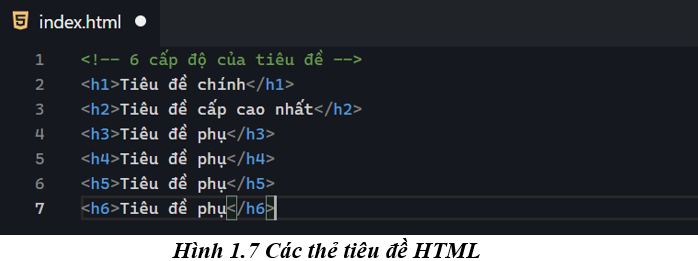 index.html
1 <!-- 6 cấp độ của tiêu đề -->
2 <h1>Tiêu đề chính</h1>
3 <h2>Tiêu đề cấp cao nhất</h2>
4 <h3>Tiêu đề phụ</h3>
5 <h4>Tiêu đề phụ</h4>
6 <h5>Tiêu đề phụ</h5>
7 <h6>Tiêu đề phụ</h6>
Hình 1.7 Các thẻ tiêu đề HTML